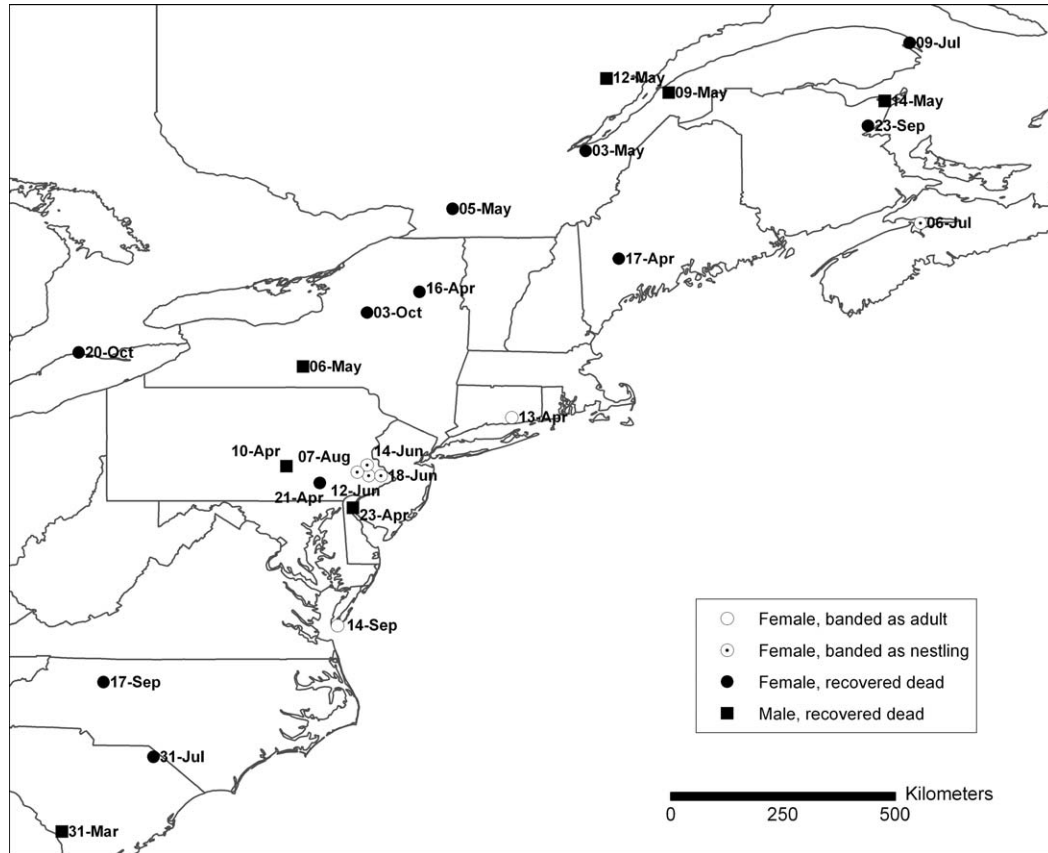 09-Jul
12-May
09-May
14-May
23-Sep
03-May
05-May
06-Jul
17-Apr
16-Apr
03-Oct
20-Oct
06-May
13-Apr
14-Jun
10-Apr
07-Aug
18-Jun
21-Apr
12-Jun
23-Apr
14-Sep
Female, banded as adult
Female, banded as nestling
17-Sep
Female, recovered dead
Male, recovered dead
31-Jul
Kilometers
0 250 500
31-Mar